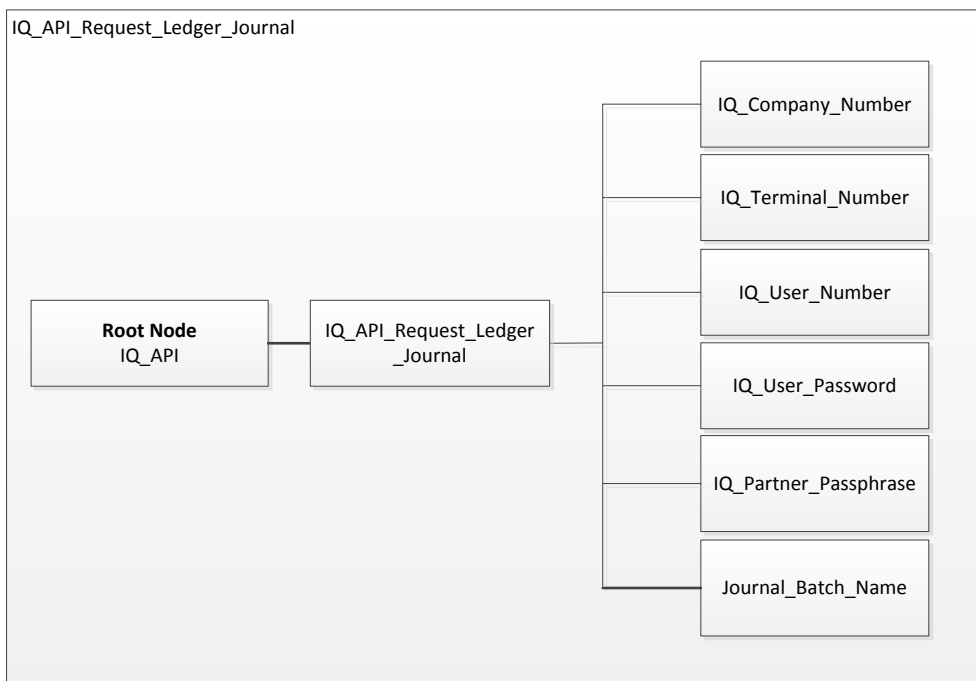 IQ_API_Request_Ledger_Journal
IQ_Company_Number
IQ_Terminal_Number
IQ_User_Number
Root Node
IQ_API
IQ_API_Request_Ledger
_Journal
IQ_User_Password
IQ_Partner_Passphrase
Journal_Batch_Name